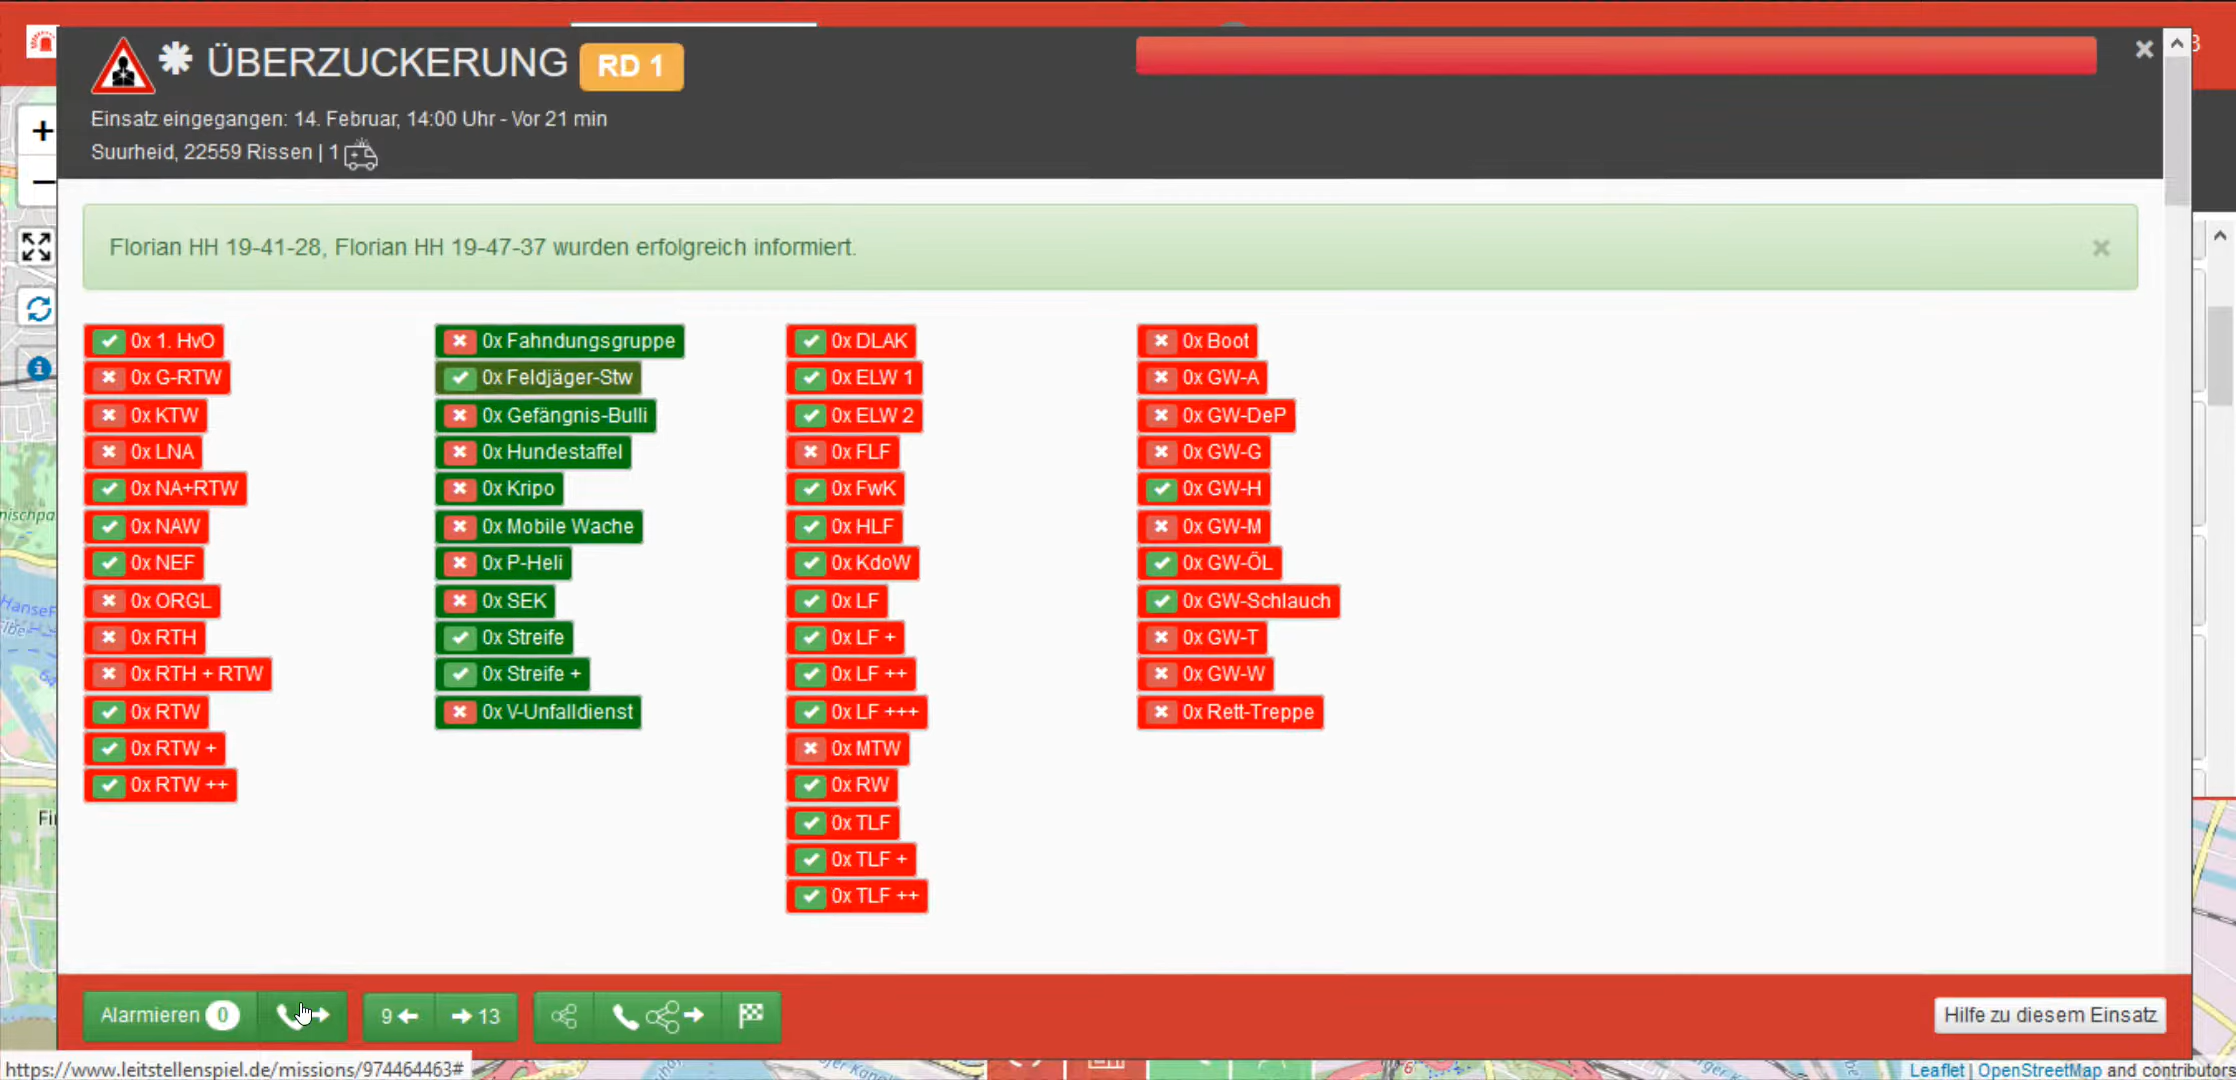 ÜBERZUCKERUNG RD 1
Einsatz eingegangen: 14. Februar, 14:00 Uhr - Vor 21 min
Suurheid, 22559 Rissen | 1
Florian HH 19-41-28, Florian HH 19-47-37 wurden erfolgreich informiert.
0x 1. HvO
0x G-RTW
0x KTW
0x LNA
0x NA+RTW
0x NAW
0x NEF
0x ORGL
0x RTH
0x RTH + RTW
0x RTW
0x RTW +
0x RTW ++
0x Fahndungsgruppe
0x Feldjäger-Stw
0x Gefängnis-Bulli
0x Hundestaffel
0x Kripo
0x Mobile Wache
0x P-Heli
0x SEK
0x Streife
0x Streife +
0x V-Unfalldienst
0x DLAK
0x ELW 1
0x ELW 2
0x FLF
0x FwK
0x HLF
0x KdoW
0x LF
0x LF +
0x LF ++
0x LF +++
0x MTW
0x RW
0x TLF
0x TLF +
0x TLF ++
0x Boot
0x GW-A
0x GW-DeP
0x GW-G
0x GW-H
0x GW-M
0x GW-ÖL
0x GW-Schlauch
0x GW-T
0x GW-W
0x Rett-Treppe
Alarmieren 0
9
13
Hilfe zu diesem Einsatz
https://www.leitstellenspiel.de/missions/974464463#
Leaflet | OpenStreetMap and contributors